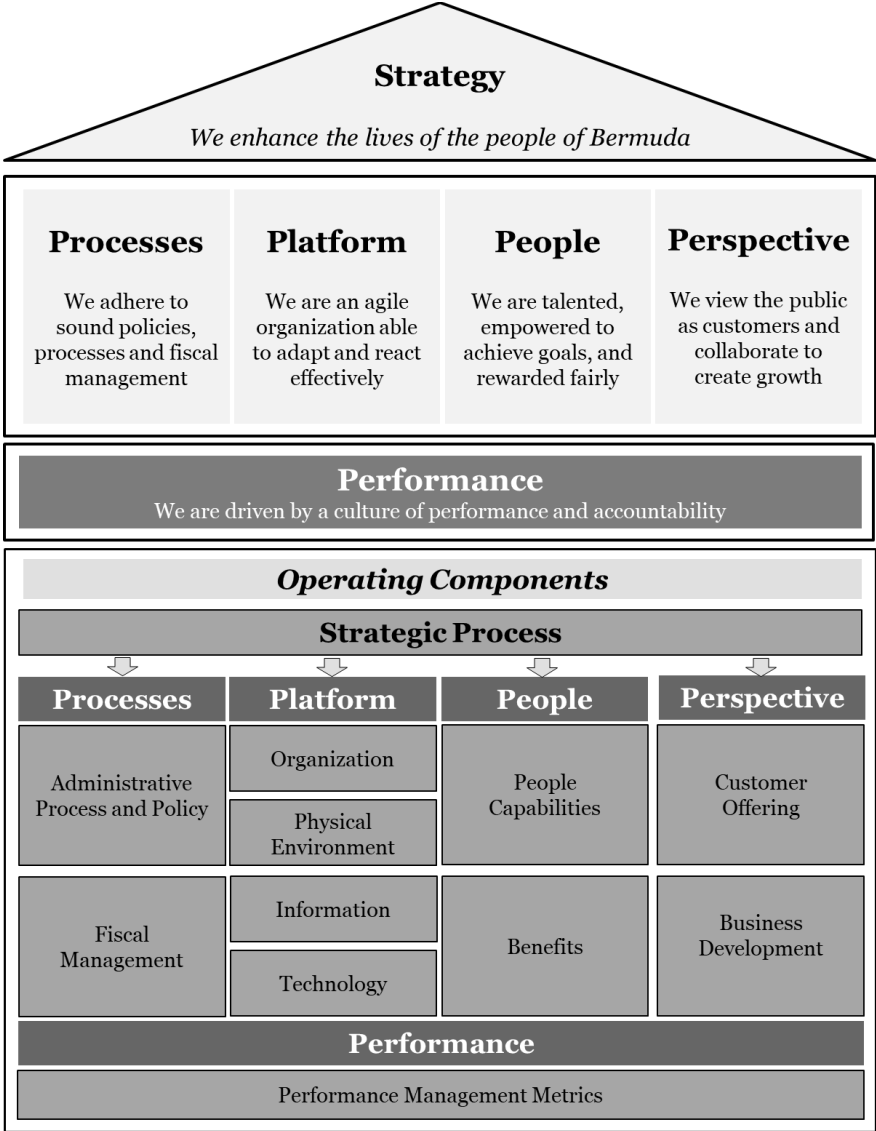 Strategy
We enhance the lives of the people of Bermuda
Processes
We adhere to
sound policies,
processes and fiscal
management
Platform
We are an agile
organization able
to adapt and react
effectively
People
We are talented,
empowered to
achieve goals, and
rewarded fairly
Perspective
We view the public
as customers and
collaborate to
create growth
Performance
We are driven by a culture of performance and accountability
Operating Components
Strategic Process
Processes
Administrative
Process and Policy
Fiscal
Management
Platform
Organization
Physical
Environment
Information
Technology
People
People
Capabilities
Benefits
Perspective
Customer
Offering
Business
Development
Performance
Performance Management Metrics